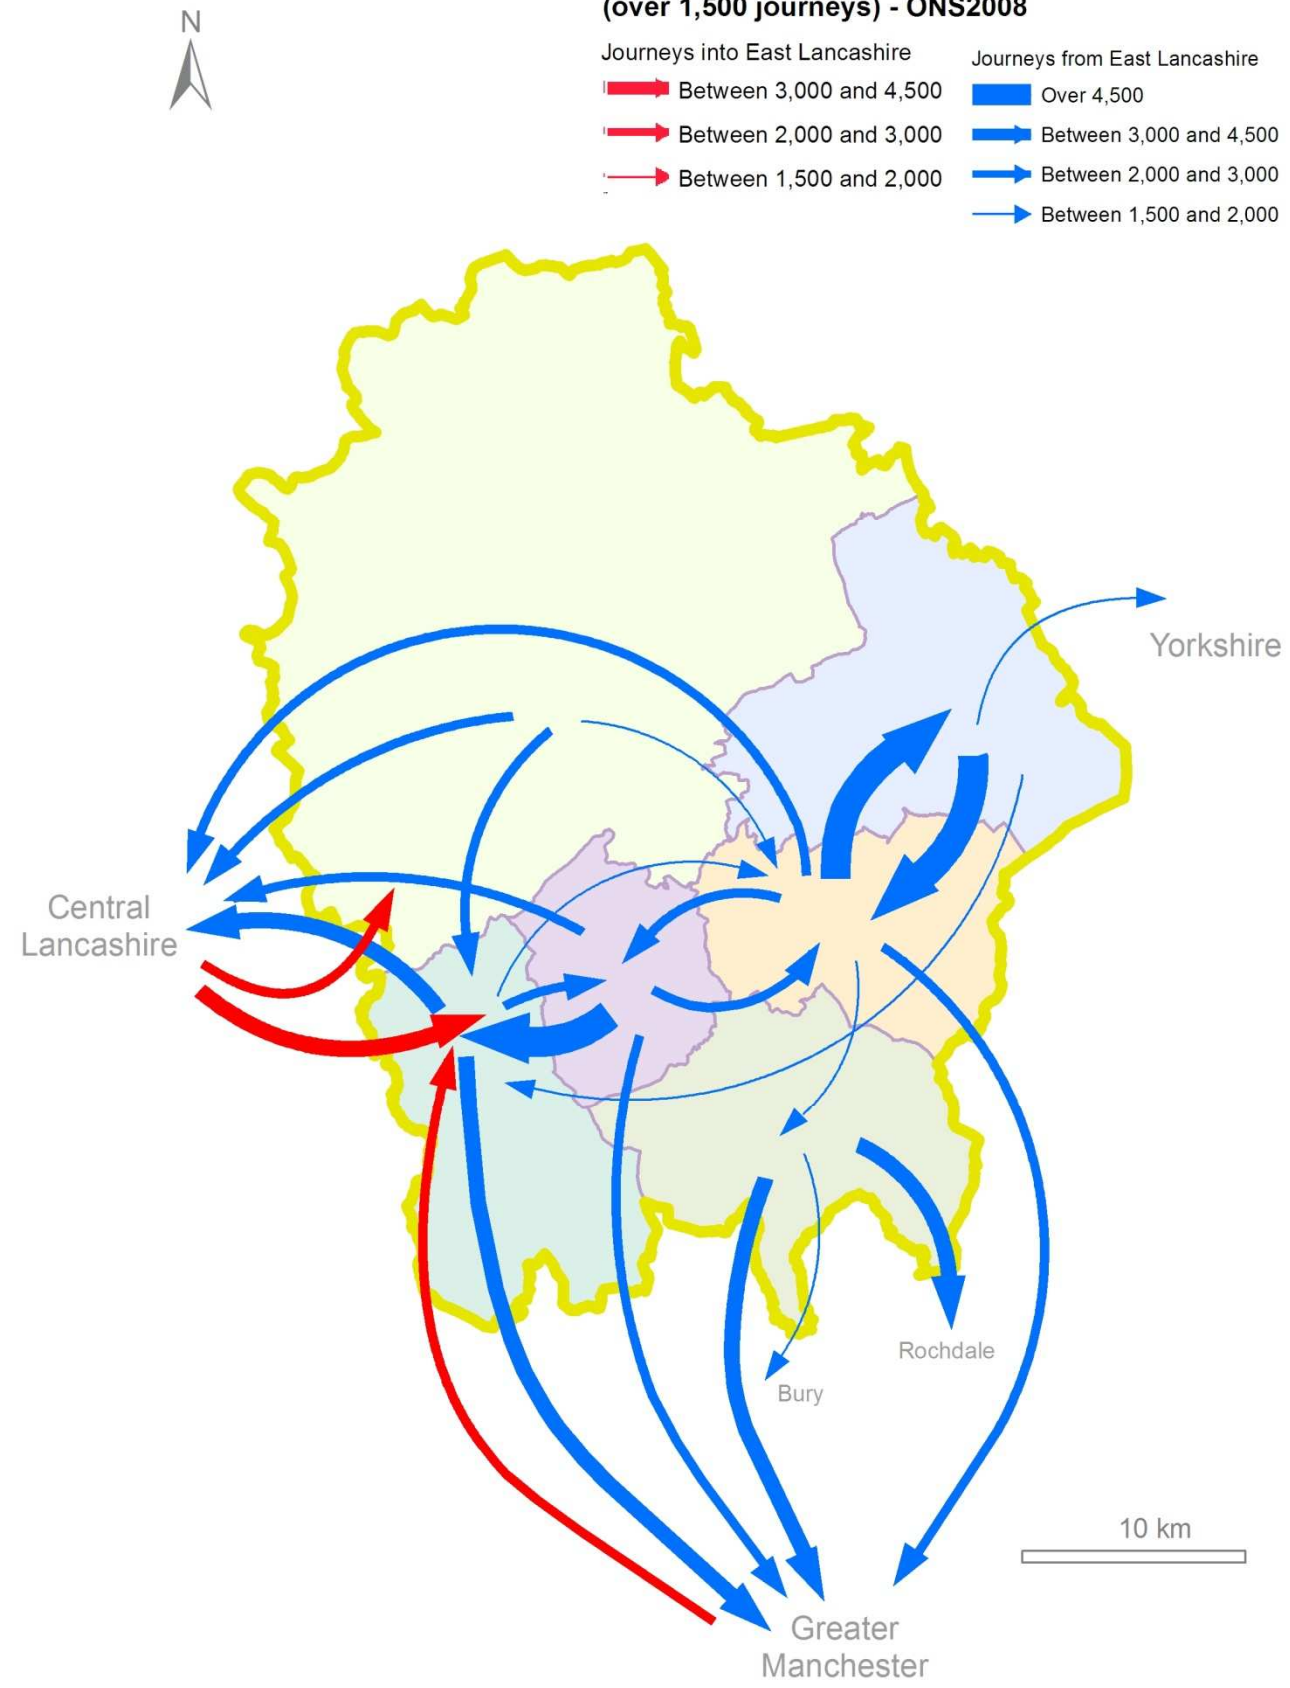 (over 1,500 journeys) - ONS2008
N
Journeys into East Lancashire
Between 3,000 and 4,500
Between 2,000 and 3,000
Between 1,500 and 2,000
Journeys from East Lancashire
Over 4,500
Between 3,000 and 4,500
Between 2,000 and 3,000
Between 1,500 and 2,000
Yorkshire
Central
Lancashire
Rochdale
Bury
10 km
Greater
Manchester